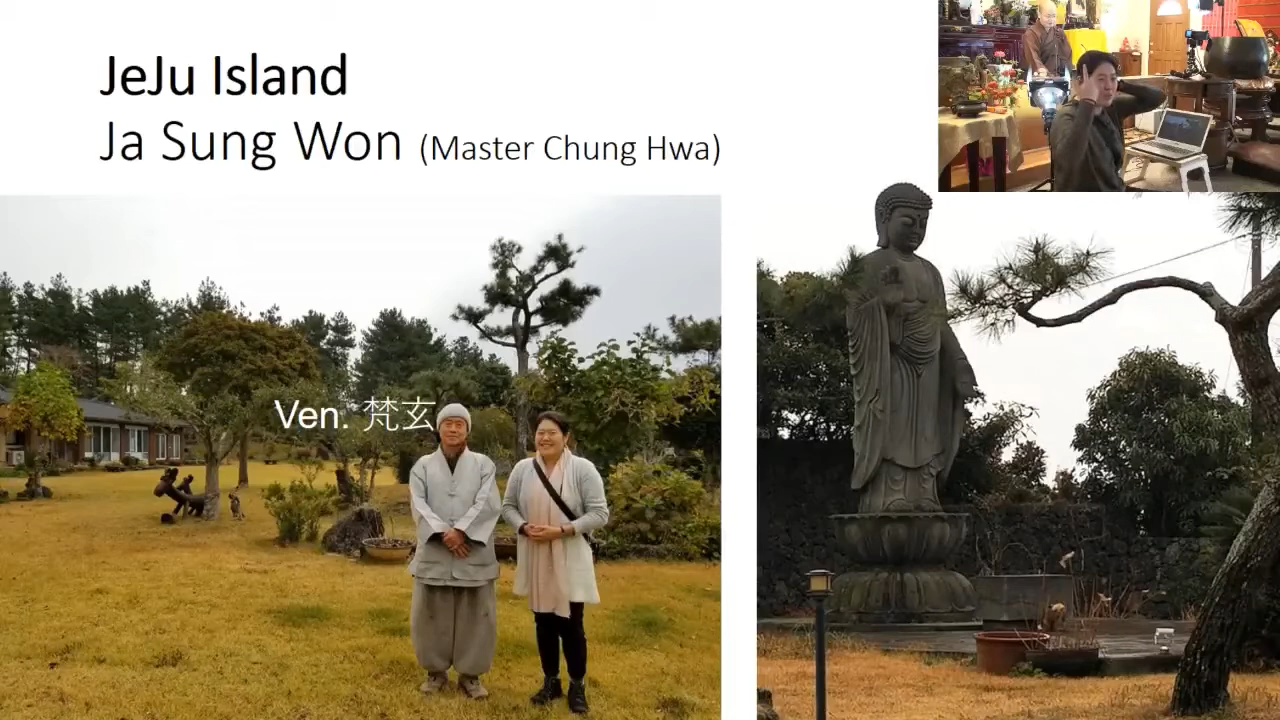 JeJu Island
Ja Sung Won (Master Chung Hwa)
Ven. 梵玄